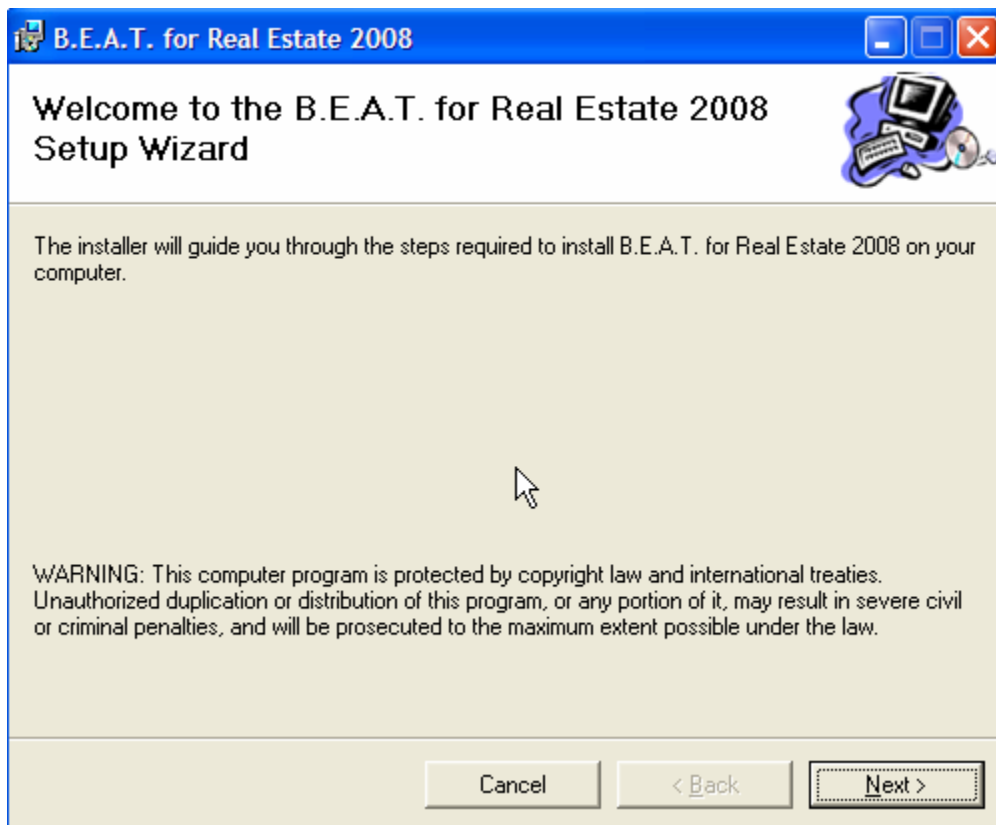 B.E.A.T. for Real Estate 2008
Welcome to the B.E.A.T. for Real Estate 2008
Setup Wizard
The installer will guide you through the steps required to install B.E.A.T. for Real Estate 2008 on your
computer.
WARNING: This computer program is protected by copyright law and international treaties.
Unauthorized duplication or distribution of this program, or any portion of it, may result in severe civil
or criminal penalties, and will be prosecuted to the maximum extent possible under the law.
Cancel < Back Next >